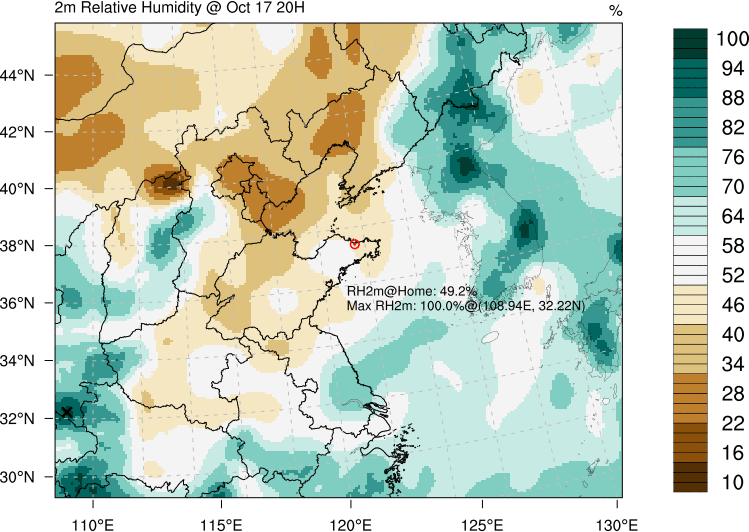 2m Relative Humidity @ Oct 17 20H
%
44°N
42°N
40°N
38°N
36°N
34°N
32°N
30°N
110°E
115°E
120°E
125°E
130°E
RH2m@Home: 49.2%
Max RH2m: 100.0%@(108.94E, 32.22N)
100
94
88
82
76
70
64
58
52
46
40
34
28
22
16
10